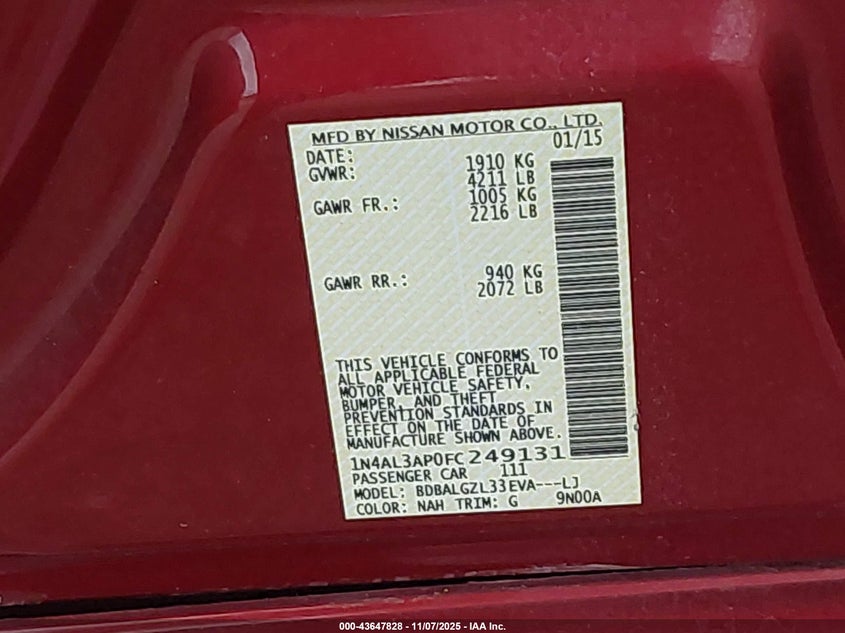 MFD BY NISSAN MOTOR CO., LTD.
DATE: 01/15
GVWR: 1910 KG
4211 LB
GAWR FR.: 1005 KG
2216 LB
GAWR RR.: 940 KG
2072 LB
THIS VEHICLE CONFORMS TO
ALL APPLICABLE FEDERAL
MOTOR VEHICLE SAFETY,
BUMPER, AND THEFT
PREVENTION STANDARDS IN
EFFECT ON THE DATE OF
MANUFACTURE SHOWN ABOVE.
1N4AL3AP0FC249131
PASSENGER CAR 111
MODEL: BDBALGZL33EVA---LJ
COLOR: NAH TRIM: G 9N00A
000-43647828 - 11/07/2025 - IAA Inc.